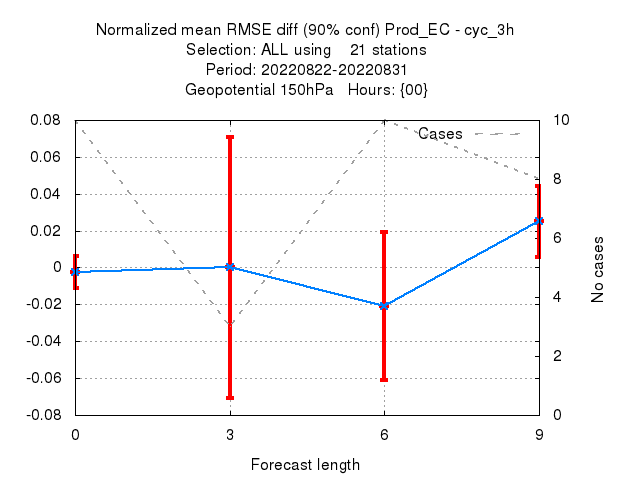 Normalized mean RMSE diff (90% conf) Prod_EC - cyc_3h
Selection: ALL using    21 stations
Period: 20220822-20220831
Geopotential 150hPa   Hours: {00}
Cases
0.08
0.06
0.04
0.02
0
-0.02
-0.04
-0.06
-0.08
10
8
6
4
2
0
No cases
0 3 6 9
Forecast length